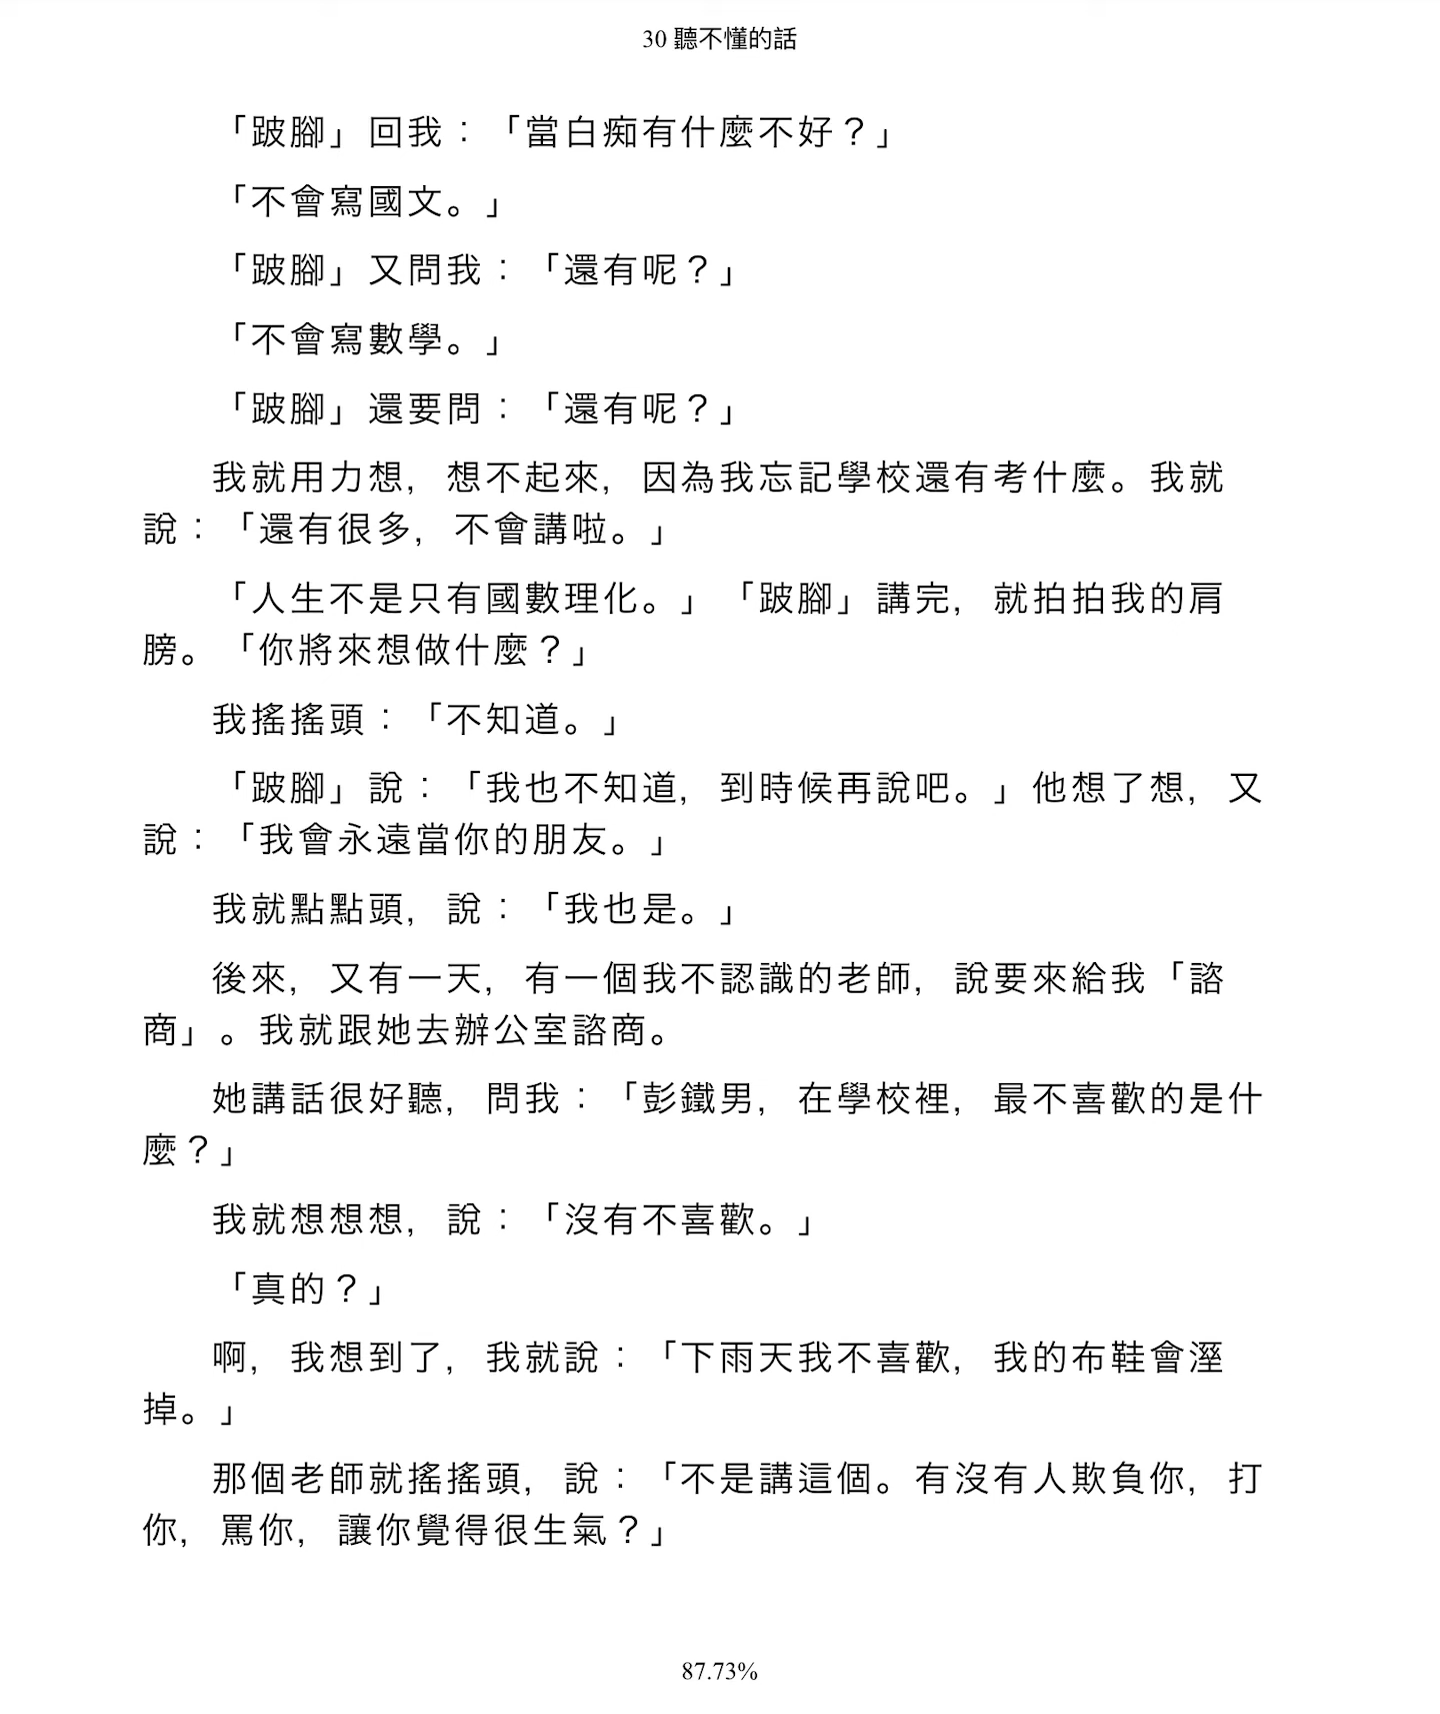 30 聽不懂的話
「跛腳」回我：「當白痴有什麼不好？」
「不會寫國文。」
「跛腳」又問我：「還有呢？」
「不會寫數學。」
「跛腳」還要問：「還有呢？」
我就用力想，想不起來，因為我忘記學校還有考什麼。我就
說：「還有很多，不會講啦。」
「人生不是只有國數理化。」「跛腳」講完，就拍拍我的肩
膀。「你將來想做什麼？」
我搖搖頭：「不知道。」
「跛腳」說：「我也不知道，到時候再說吧。」他想了想，又
說：「我會永遠當你的朋友。」
我就點點頭，說：「我也是。」
後來，又有一天，有一個我不認識的老師，說要來給我「諮
商」。我就跟她去辦公室諮商。
她講話很好聽，問我：「彭鐵男，在學校裡，最不喜歡的是什
麼？」
我就想想想，說：「沒有不喜歡。」
「真的？」
啊，我想到了，我就說：「下雨天我不喜歡，我的布鞋會溼
掉。」
那個老師就搖搖頭，說：「不是講這個。有沒有人欺負你，打
你，罵你，讓你覺得很生氣？」
87.73%